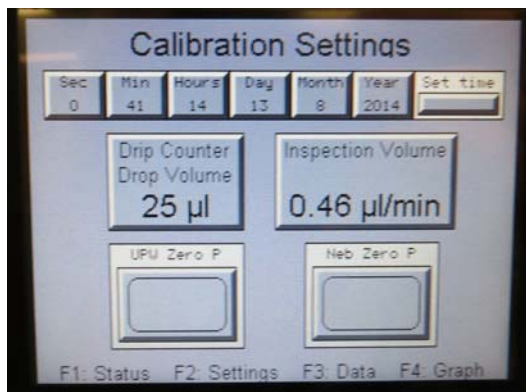 Calibration Settings
Sec Min Hours Day Month Year Set time
0 41 14 13 8 2014
Drip Counter Inspection Volume
Drop Volume
25 µl 0.46 µl/min
UPW Zero P Neb Zero P
F1: Status F2: Settings F3: Data F4: Graph